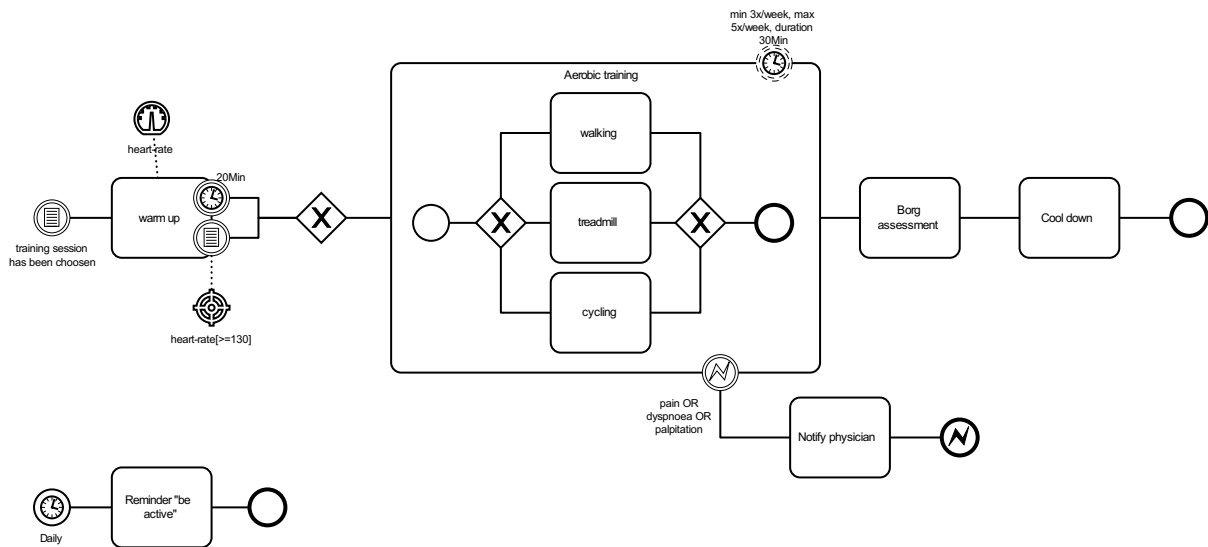 min 3x/week, max
5x/week, duration
30Min
Aerobic training
walking
heart-rate
20Min
warm up
treadmill
Borg
assessment
Cool down
training session
has been choosen
cycling
heart-rate[>=130]
pain OR
dyspnoea OR
palpitation
Notify physician
Reminder "be
active"
Daily